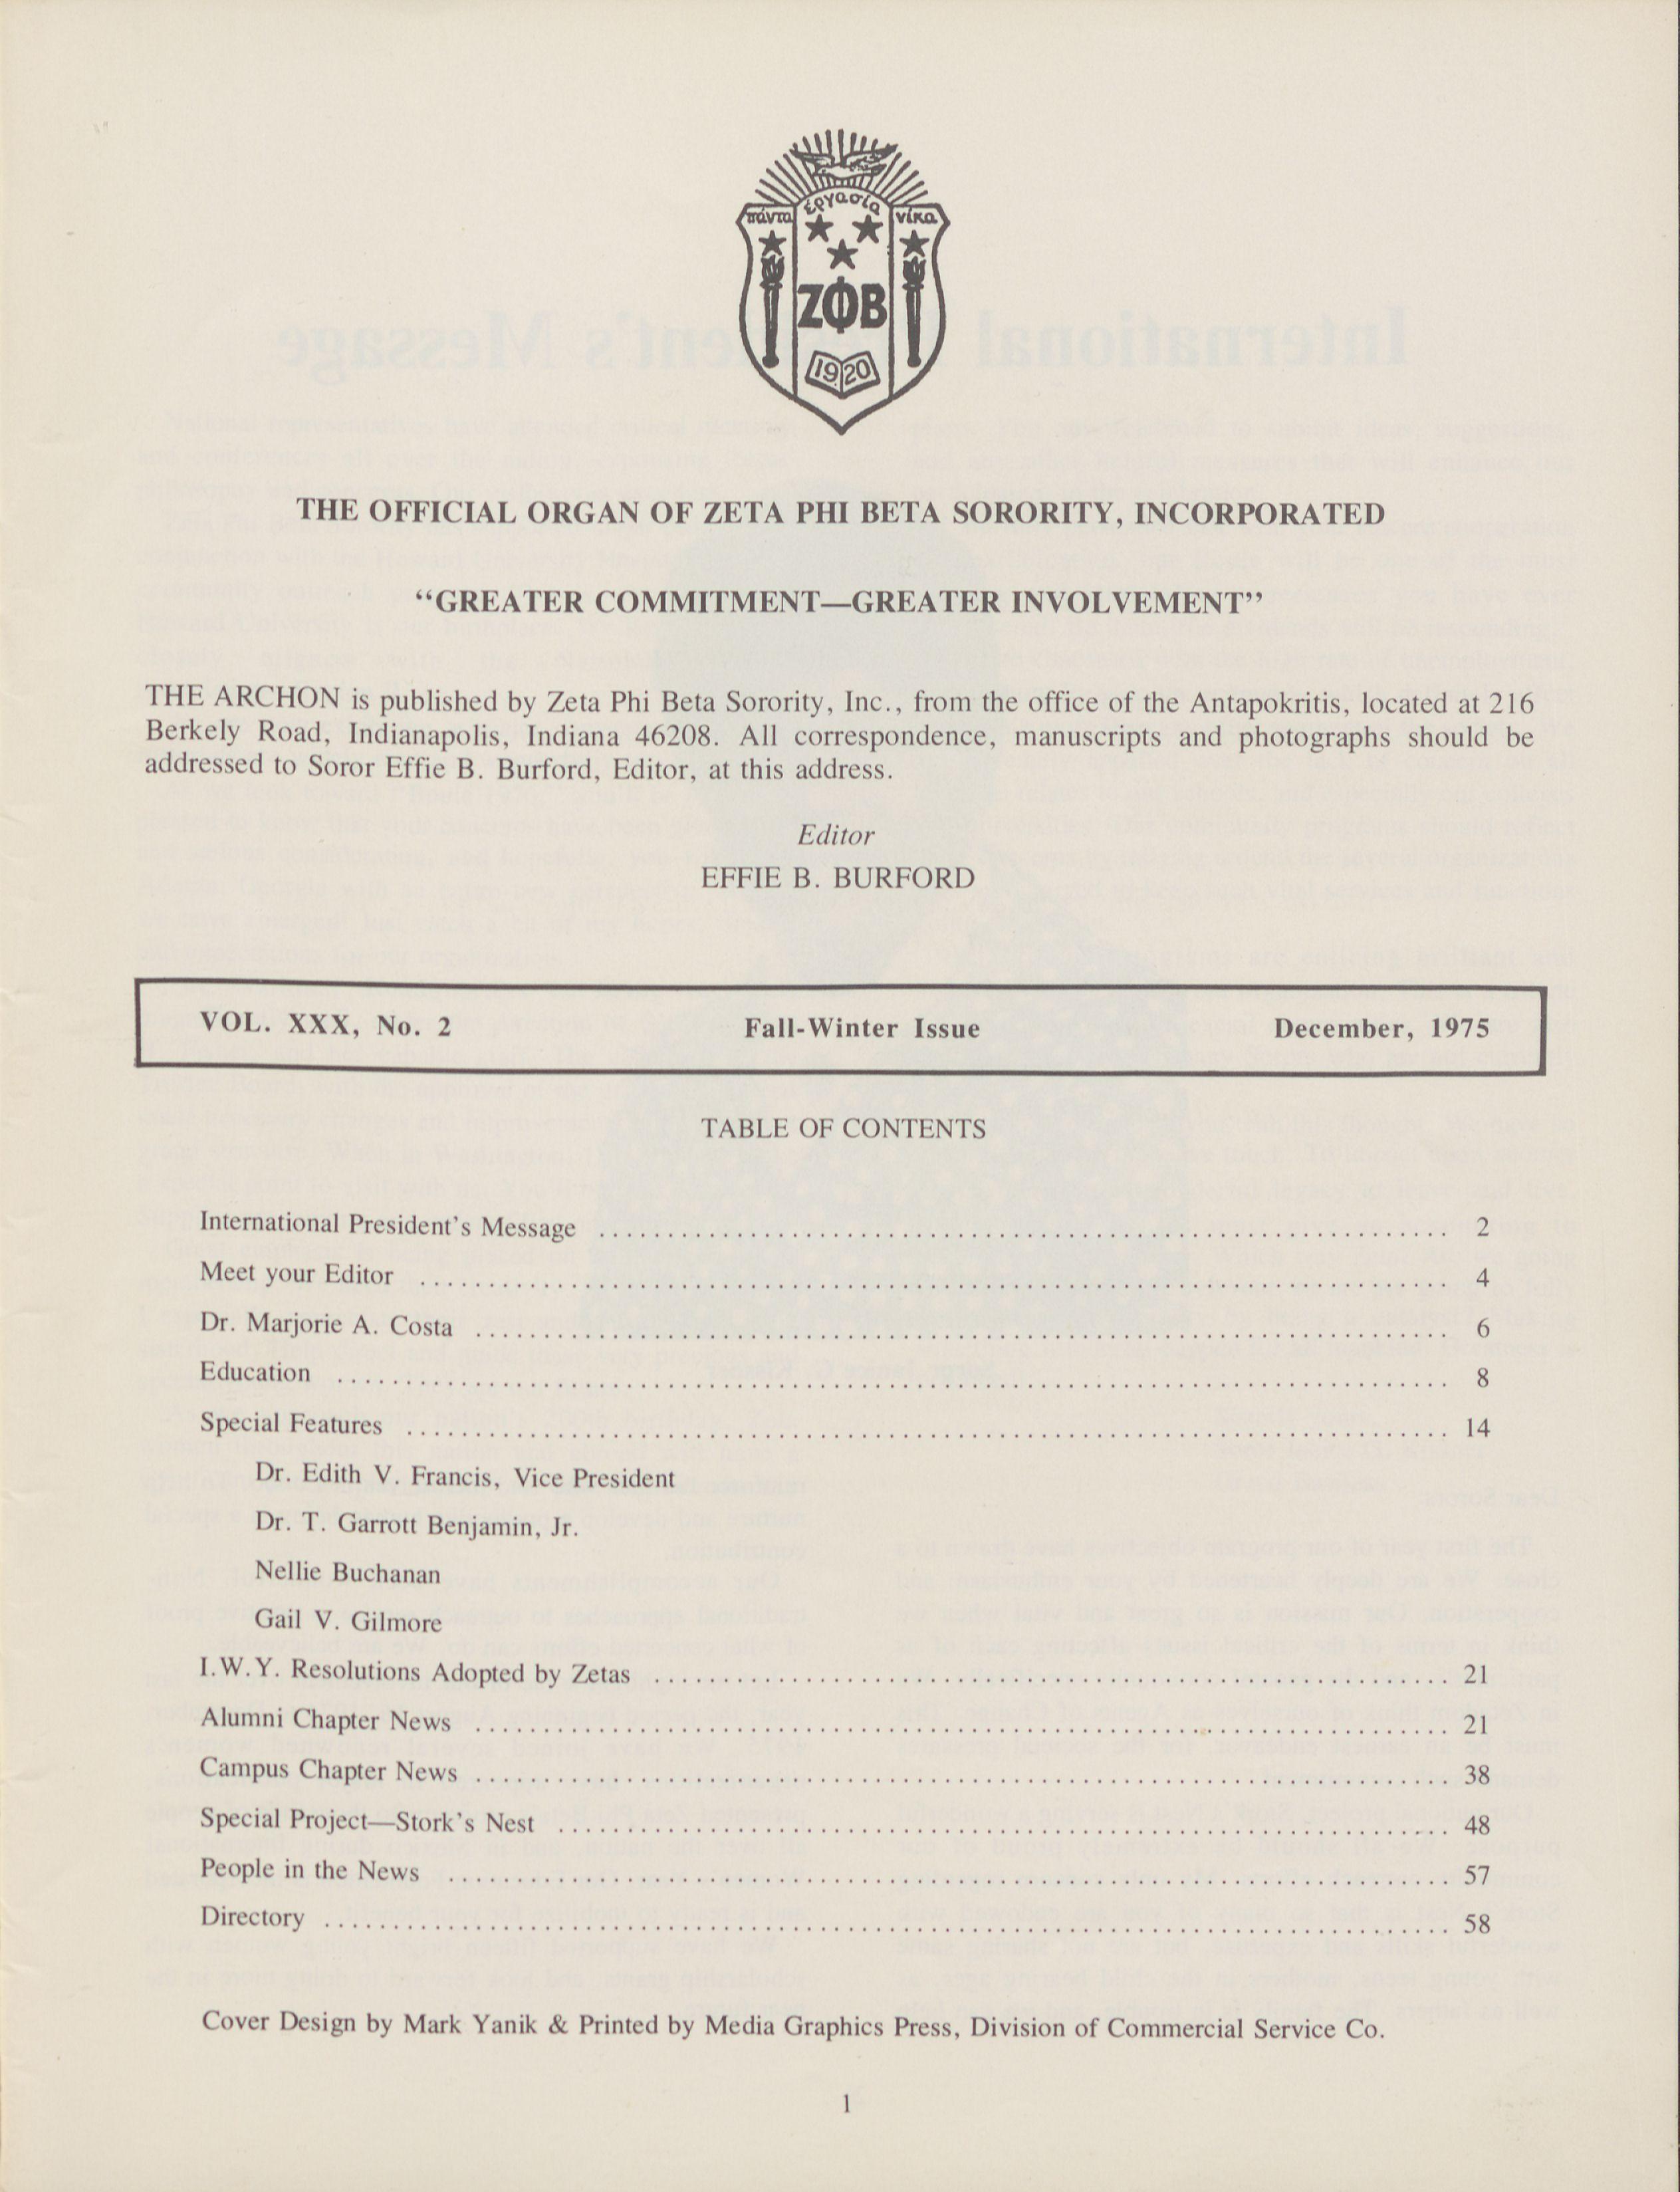 πάντα ἐργασία νίκα
ΖΦΒ
1920
THE OFFICIAL ORGAN OF ZETA PHI BETA SORORITY, INCORPORATED
“GREATER COMMITMENT—GREATER INVOLVEMENT”
THE ARCHON is published by Zeta Phi Beta Sorority, Inc., from the office of the Antapokritis, located at 216
Berkely Road, Indianapolis, Indiana 46208. All correspondence, manuscripts and photographs should be
addressed to Soror Effie B. Burford, Editor, at this address.
Editor
EFFIE B. BURFORD
VOL. XXX, No. 2 Fall-Winter Issue December, 1975
TABLE OF CONTENTS
International President’s Message ........ 2
Meet your Editor ........ 4
Dr. Marjorie A. Costa ........ 6
Education ........ 8
Special Features ........ 14
Dr. Edith V. Francis, Vice President
Dr. T. Garrott Benjamin, Jr.
Nellie Buchanan
Gail V. Gilmore
I.W.Y. Resolutions Adopted by Zetas ........ 21
Alumni Chapter News ........ 21
Campus Chapter News ........ 38
Special Project—Stork’s Nest ........ 48
People in the News ........ 57
Directory ........ 58
Cover Design by Mark Yanik & Printed by Media Graphics Press, Division of Commercial Service Co.
1